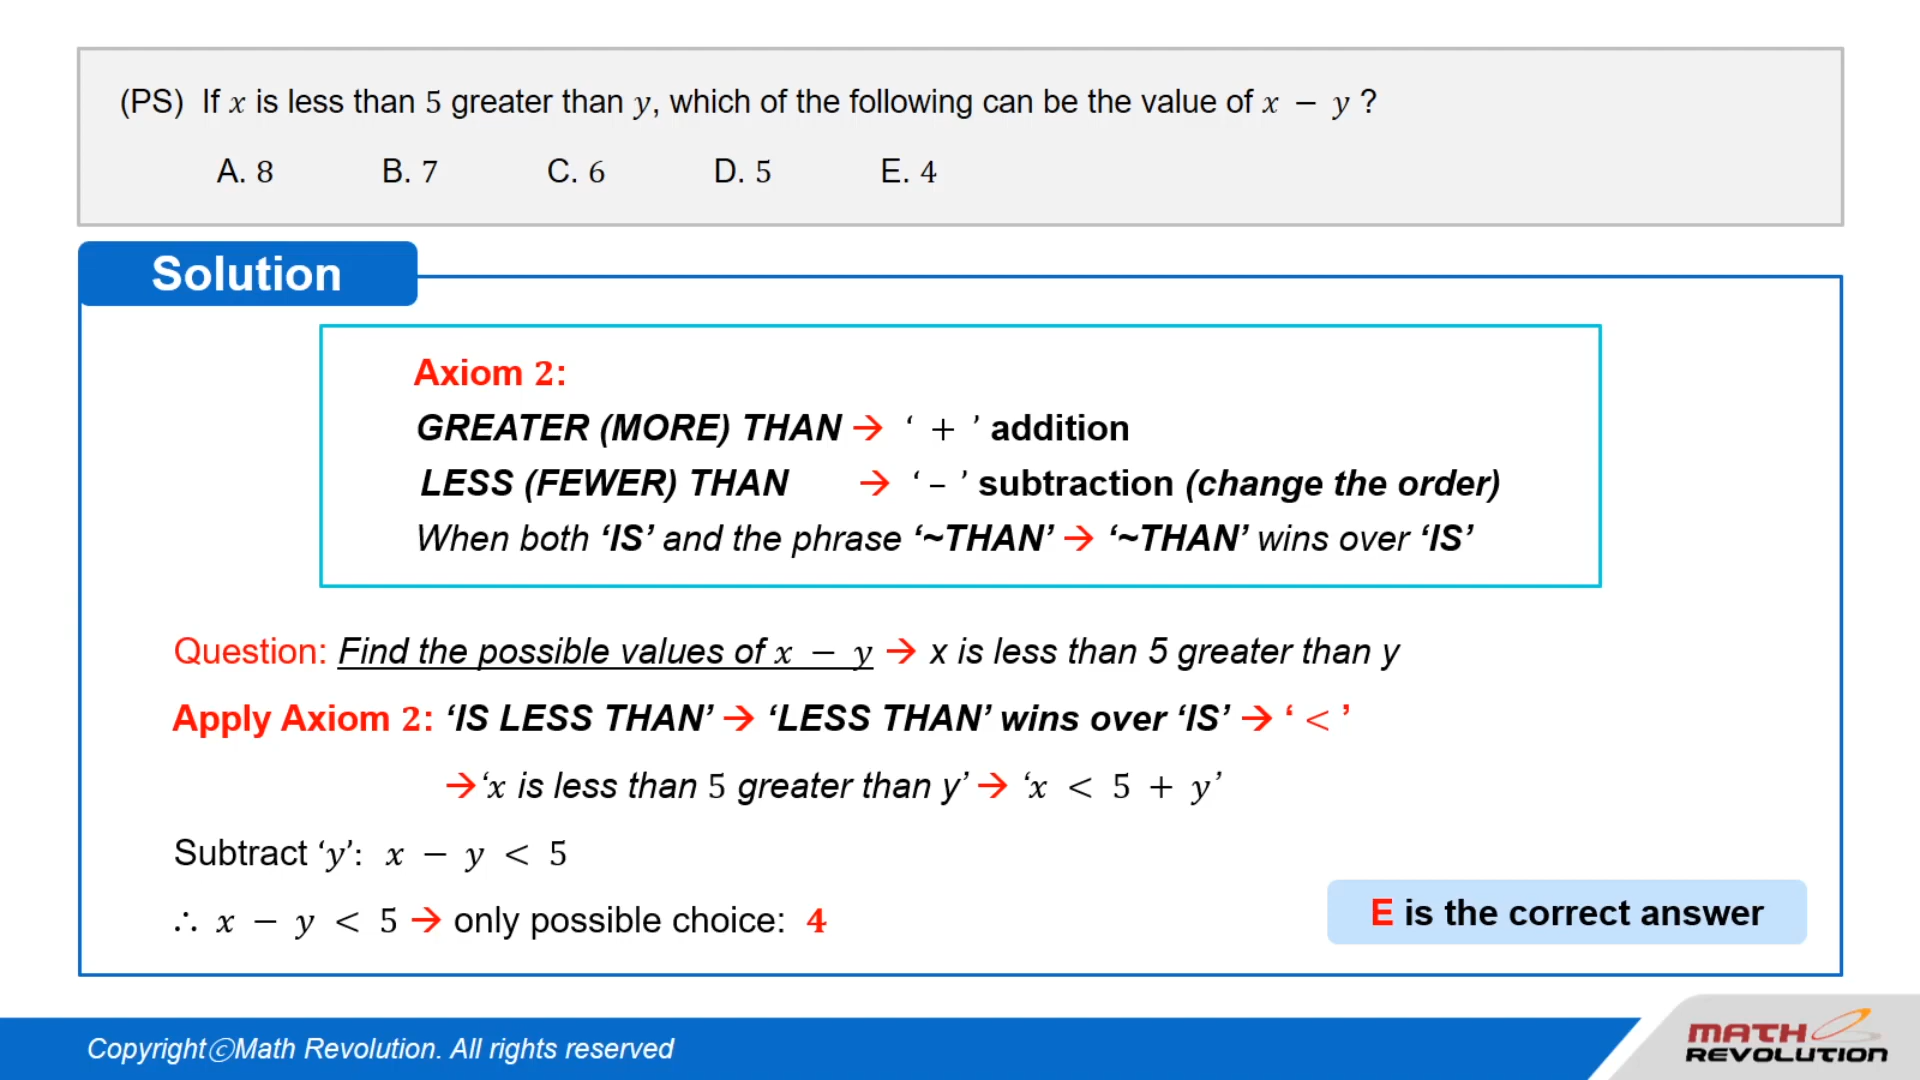 (PS) If x is less than 5 greater than y, which of the following can be the value of x − y ?
A. 8 B. 7 C. 6 D. 5 E. 4
Solution
Axiom 2:
GREATER (MORE) THAN → ‘ + ’ addition
LESS (FEWER) THAN → ‘ – ’ subtraction (change the order)
When both ‘IS’ and the phrase ‘~THAN’ → ‘~THAN’ wins over ‘IS’
Question: Find the possible values of x − y → x is less than 5 greater than y
Apply Axiom 2: ‘IS LESS THAN’ → ‘LESS THAN’ wins over ‘IS’ → ‘ < ’
→ ‘x is less than 5 greater than y’ → ‘x < 5 + y’
Subtract ‘y’: x − y < 5
∴ x − y < 5 → only possible choice: 4
E is the correct answer
CopyrightⓒMath Revolution. All rights reserved
MATH
REVOLUTION